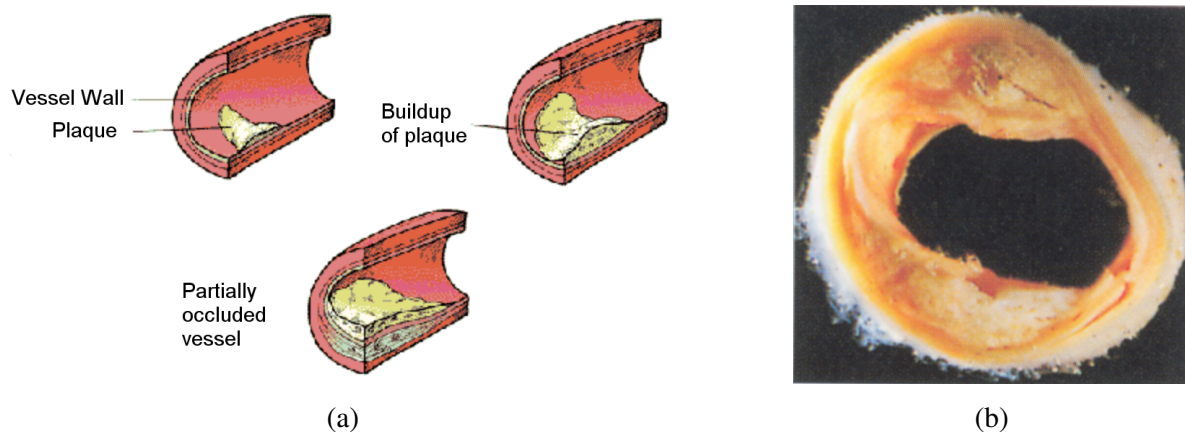 Vessel Wall
Plaque
Buildup
of plaque
Partially
occluded
vessel
(a)
(b)